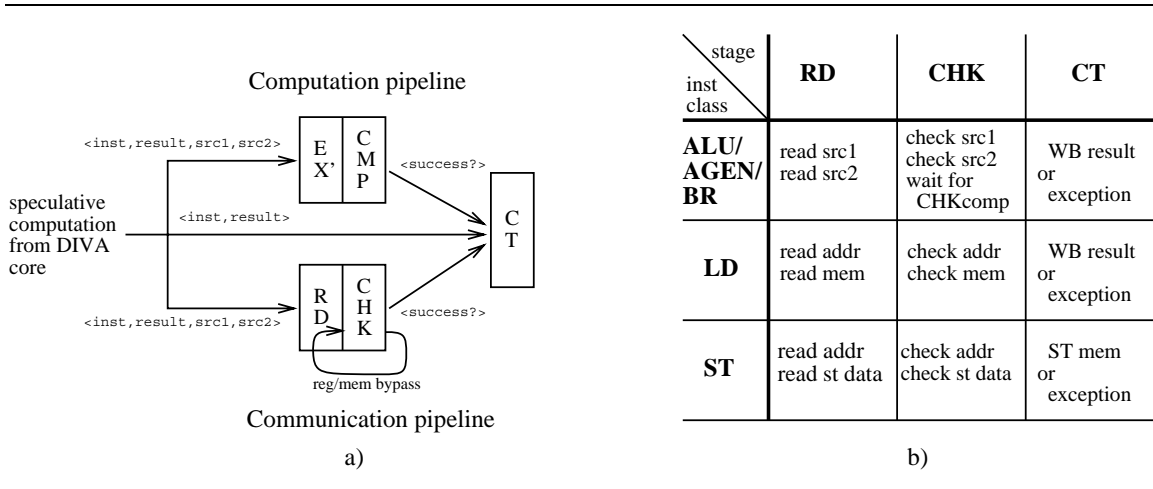 Computation pipeline
<inst,result,src1,src2>
E
X'
C
M
P
<success?>
speculative
computation
from DIVA
core
<inst,result>
C
T
R
D
C
H
K
<success?>
<inst,result,src1,src2>
reg/mem bypass
Communication pipeline
a)
stage
inst
class
RD
CHK
CT
ALU/
AGEN/
BR
read src1
read src2
check src1
check src2
wait for
CHKcomp
WB result
or
exception
LD
read addr
read mem
check addr
check mem
WB result
or
exception
ST
read addr
read st data
check addr
check st data
ST mem
or
exception
b)